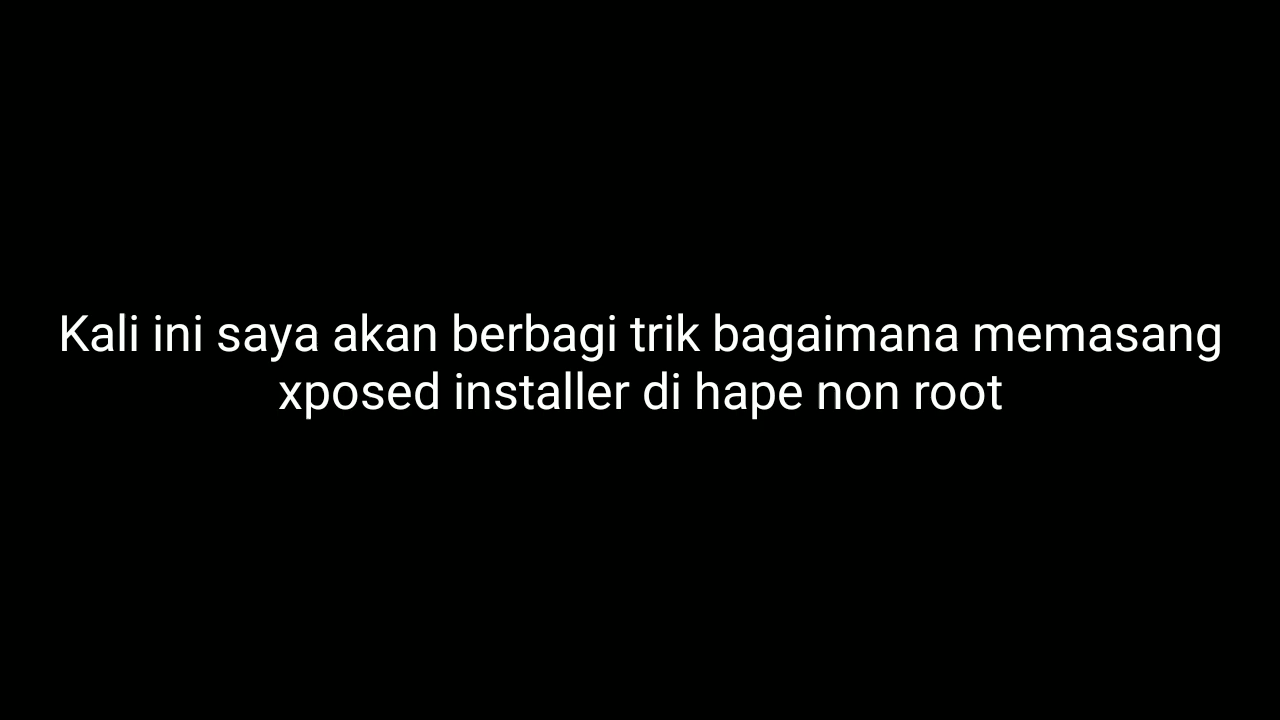 Kali ini saya akan berbagi trik bagaimana memasang
xposed installer di hape non root